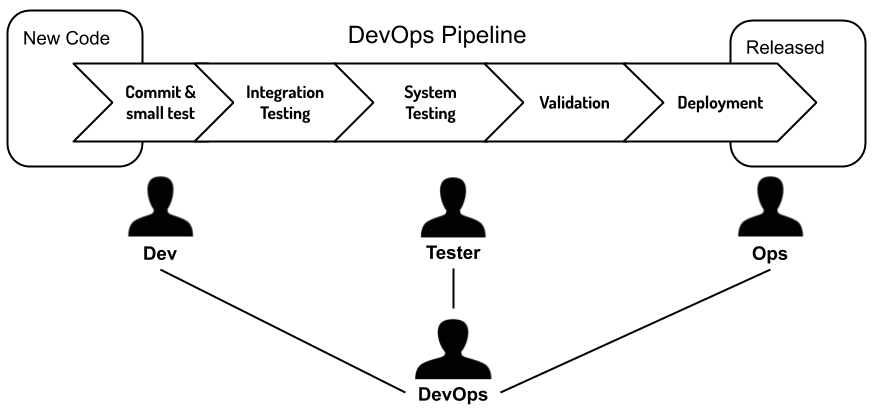 DevOps Pipeline
New Code
Released
Commit &
small test
Integration
Testing
System
Testing
Validation
Deployment
Dev
Tester
Ops
DevOps